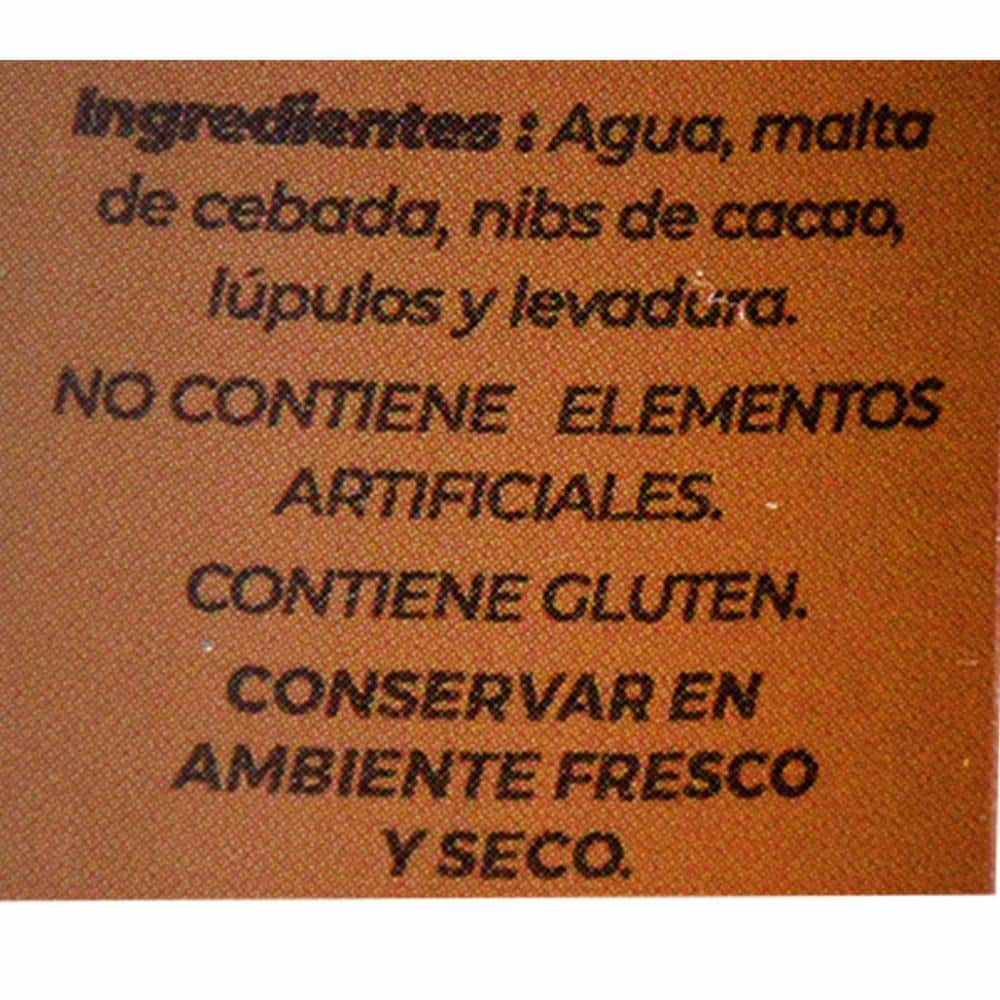 Ingredientes : Agua, malta
de cebada, nibs de cacao,
lúpulos y levadura.
NO CONTIENE ELEMENTOS
ARTIFICIALES.
CONTIENE GLUTEN.
CONSERVAR EN
AMBIENTE FRESCO
Y SECO.